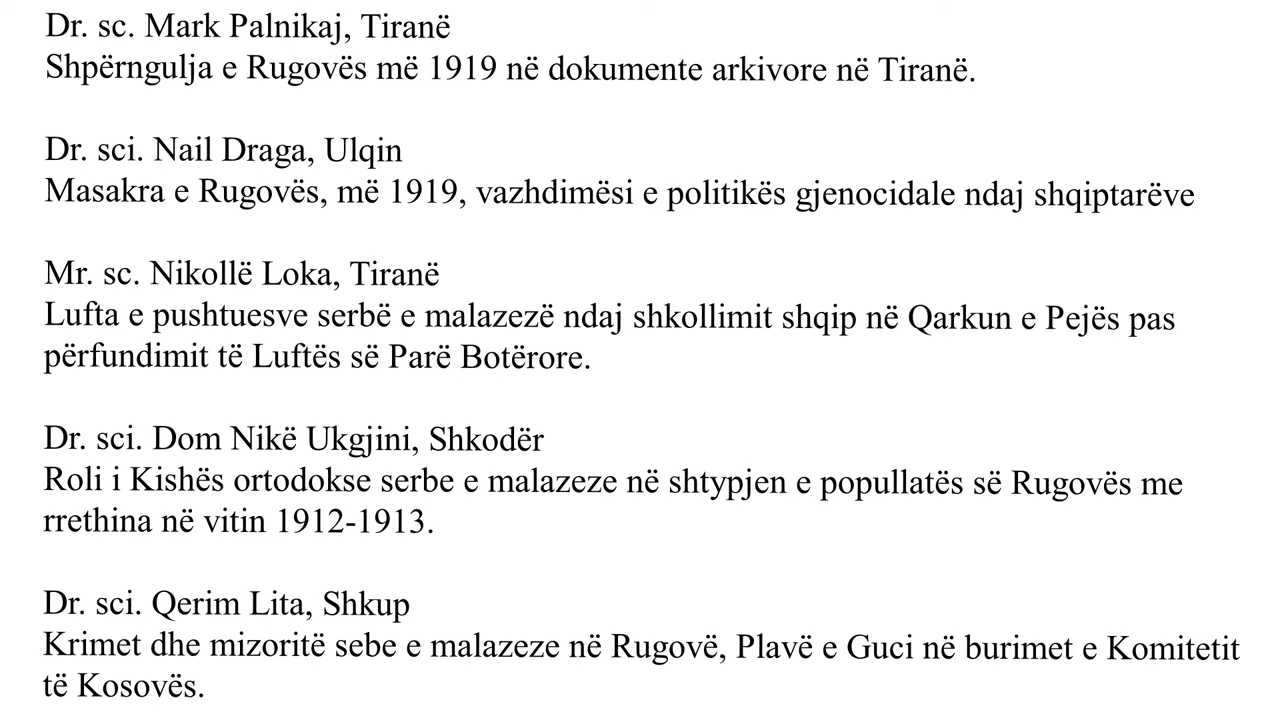 Dr. sc. Mark Palnikaj, Tiranë
Shpërngulja e Rugovës më 1919 në dokumente arkivore në Tiranë.
Dr. sci. Nail Draga, Ulqin
Masakra e Rugovës, më 1919, vazhdimësi e politikës gjenocidale ndaj shqiptarëve
Mr. sc. Nikollë Loka, Tiranë
Lufta e pushtuesve serbë e malazezë ndaj shkollimit shqip në Qarkun e Pejës pas
përfundimit të Luftës së Parë Botërore.
Dr. sci. Dom Nikë Ukgjini, Shkodër
Roli i Kishës ortodokse serbe e malazeze në shtypjen e popullatës së Rugovës me
rrethina në vitin 1912-1913.
Dr. sci. Qerim Lita, Shkup
Krimet dhe mizoritë sebe e malazeze në Rugovë, Plavë e Guci në burimet e Komitetit
të Kosovës.